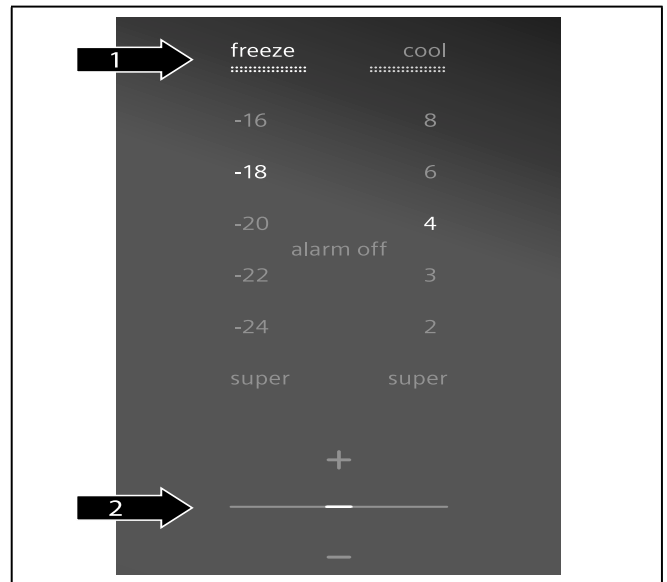 1 freeze cool
-16 8
-18 6
-20 4
alarm off
-22 3
-24 2
super super
+
2
−